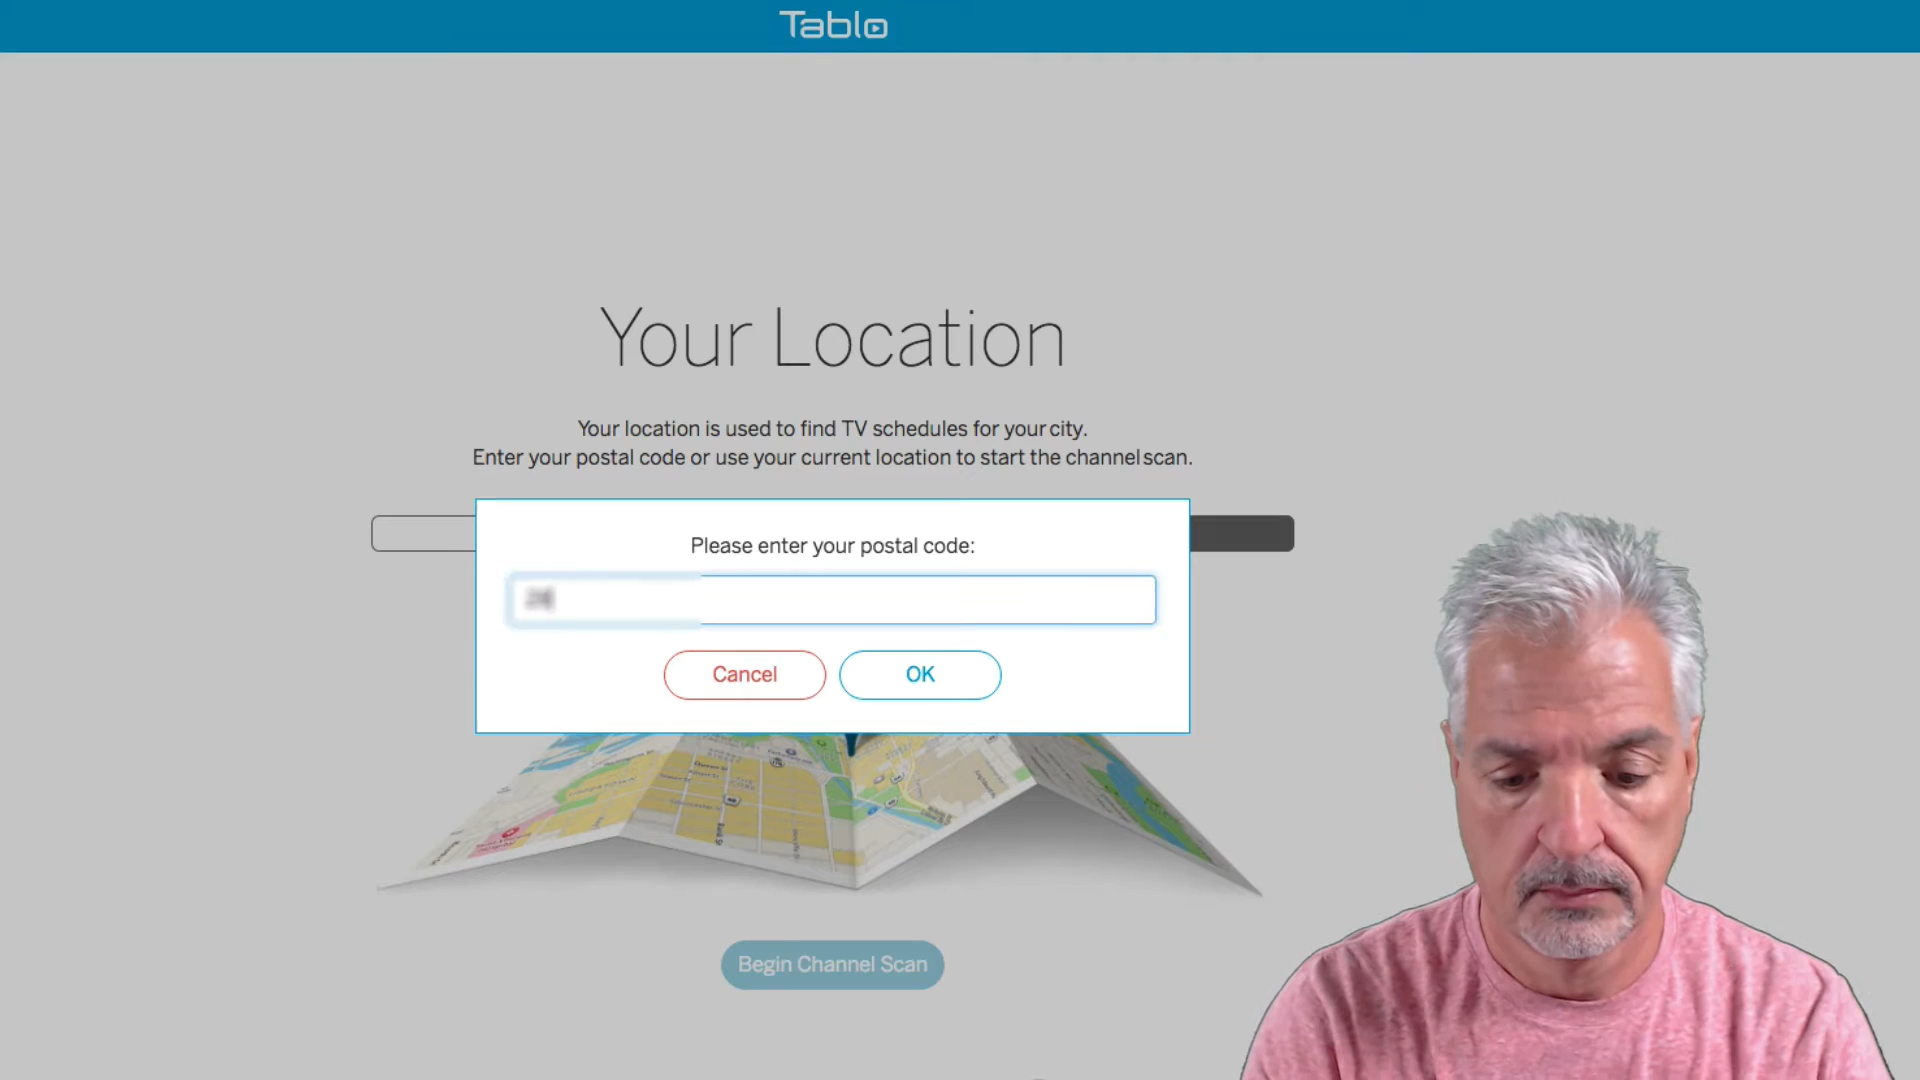 Tablo
Your Location
Your location is used to find TV schedules for your city.
Enter your postal code or use your current location to start the channel scan.
Please enter your postal code:
Cancel
OK
Begin Channel Scan